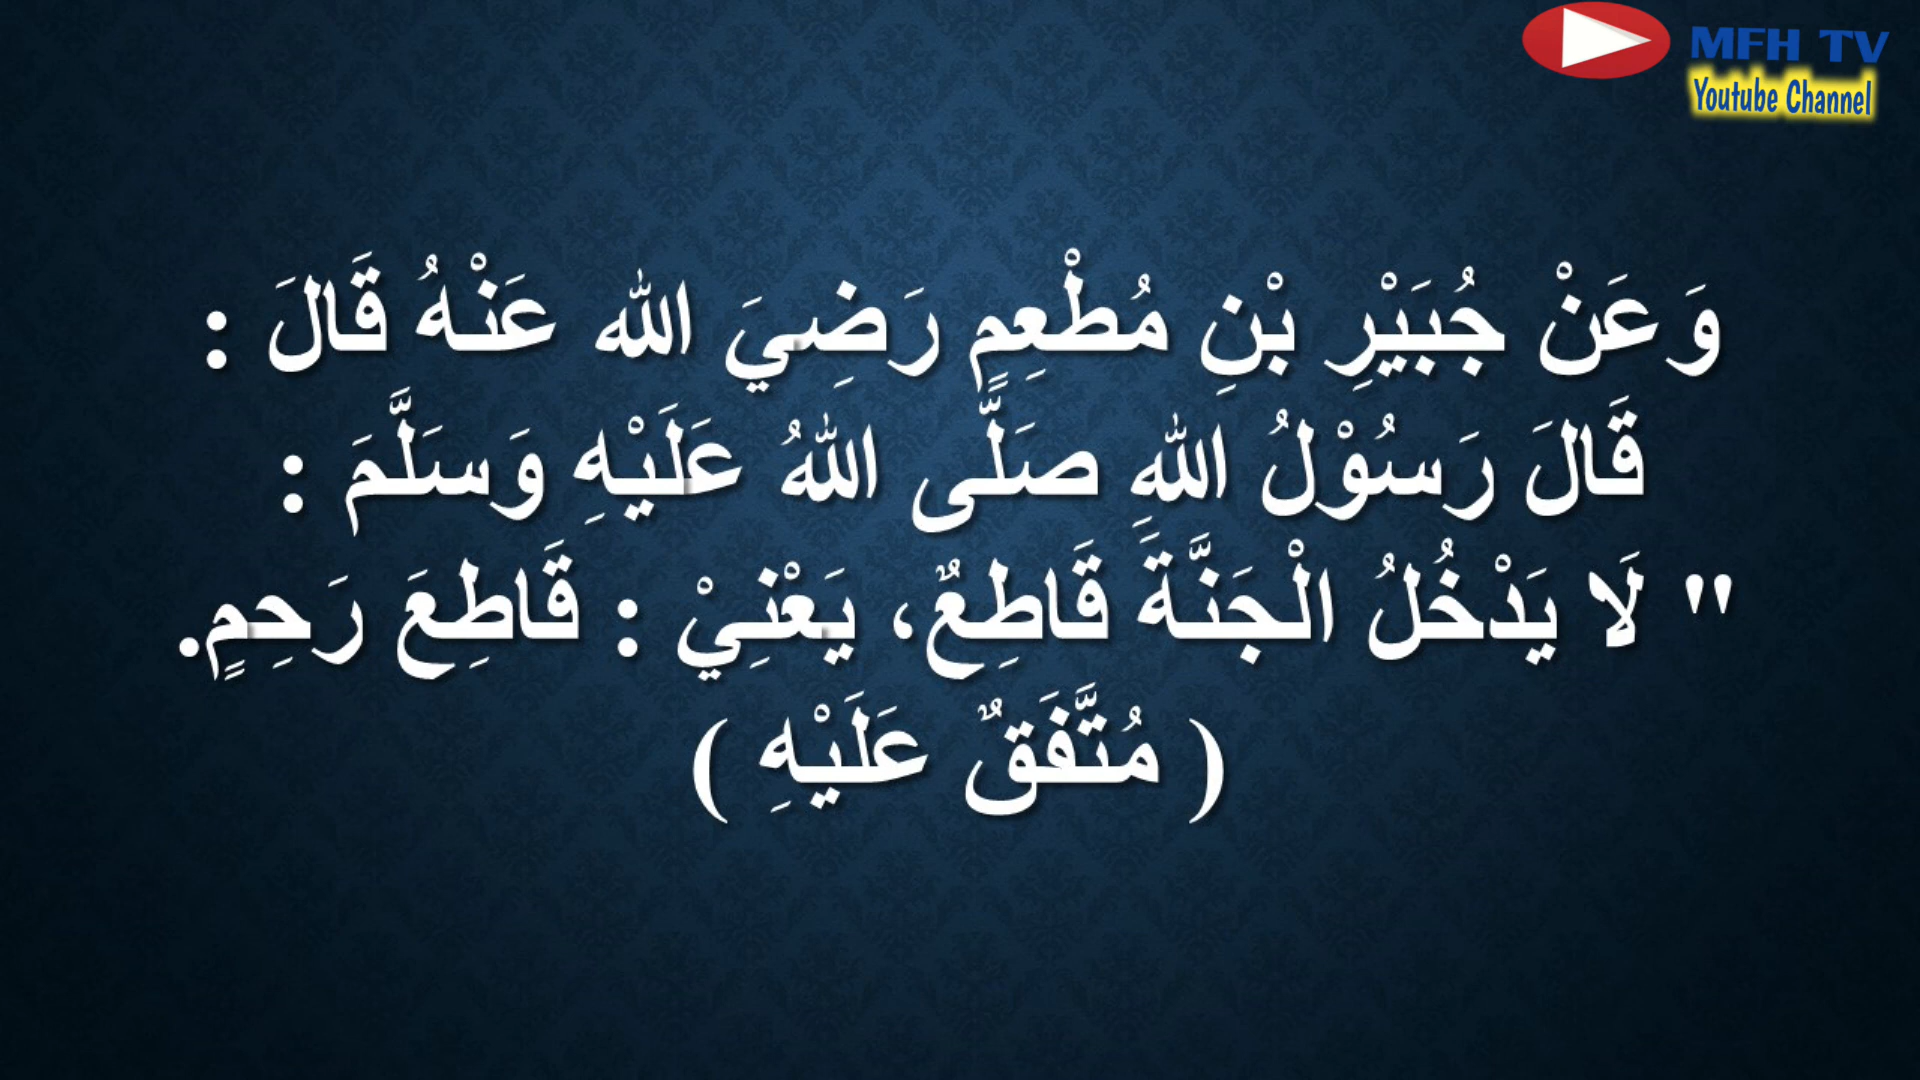 MFH TV
Youtube Channel
وَعَنْ جُبَيْرِ بْنِ مُطْعِمٍ رَضِيَ الله عَنْهُ قَالَ :
قَالَ رَسُوْلُ اللهِ صَلَّى اللهُ عَلَيْهِ وَسَلَّمَ :
" لَا يَدْخُلُ الْجَنَّةَ قَاطِعٌ، يَعْنِيْ : قَاطِعَ رَحِمٍ.
( مُتَّفَقٌ عَلَيْهِ )